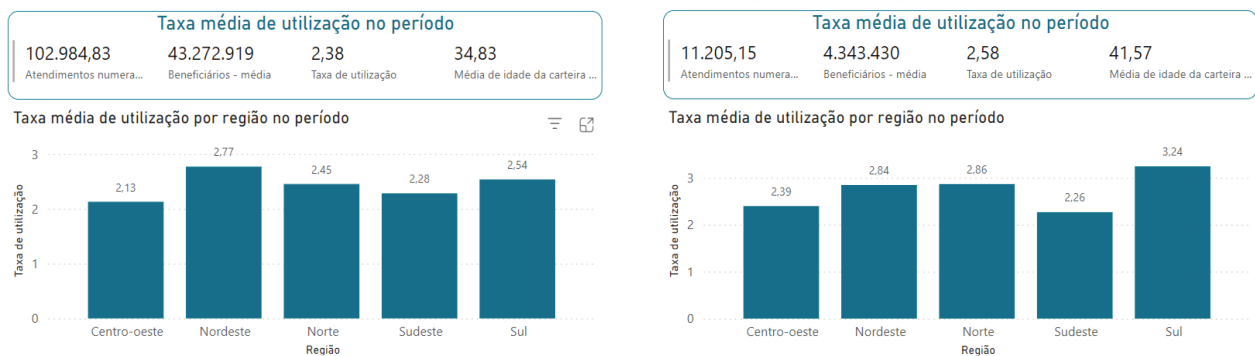 Taxa média de utilização no período
102.984,83
43.272.919
2,38
34,83
Atendimentos numera...
Beneficiários - média
Taxa de utilização
Média de idade da carteira ...
Taxa média de utilização por região no período
3
2
1
0
Taxa de utilização
2,13
2,77
2,45
2,28
2,54
Centro-oeste
Nordeste
Norte
Sudeste
Sul
Região
Taxa média de utilização no período
11.205,15
4.343.430
2,58
41,57
Atendimentos numera...
Beneficiários - média
Taxa de utilização
Média de idade da carteira ...
Taxa média de utilização por região no período
3
2
1
0
Taxa de utilização
2,39
2,84
2,86
2,26
3,24
Centro-oeste
Nordeste
Norte
Sudeste
Sul
Região